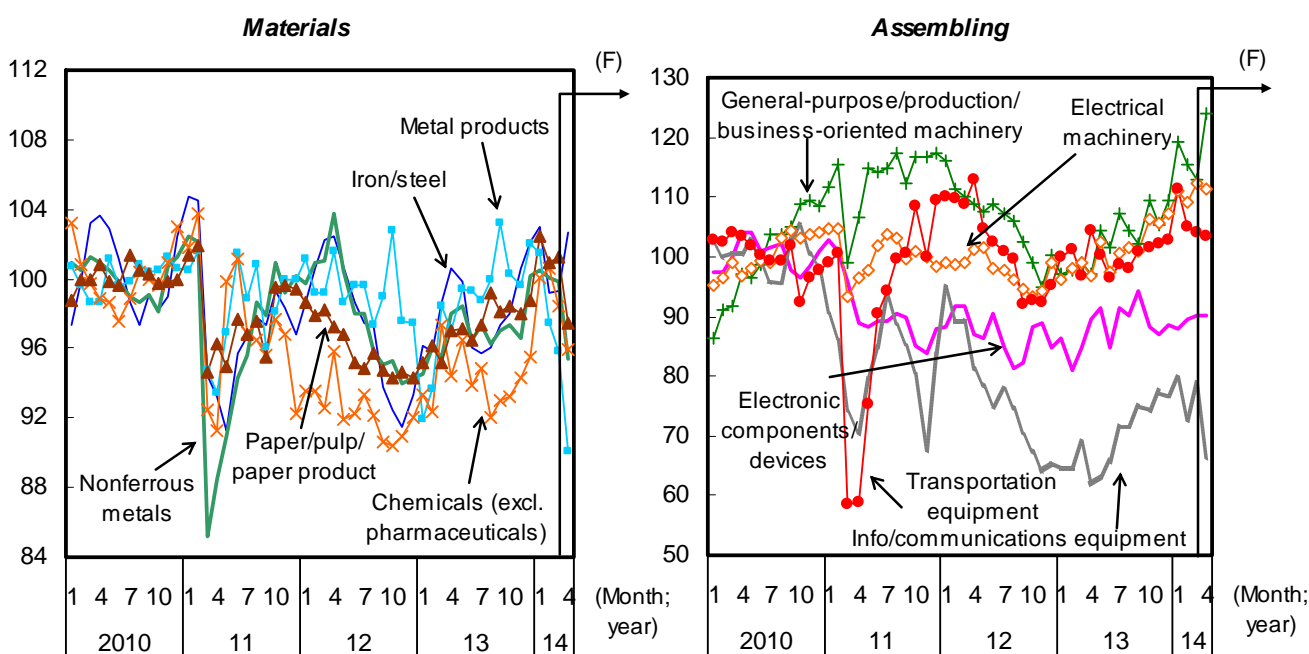 Materials
(F)
112
108
104
100
96
92
88
84
Metal products
Iron/steel
Paper/pulp/
paper product
Nonferrous
metals
Chemicals (excl.
pharmaceuticals)
1 4 7 10 1 4 7 10 1 4 7 10 1 4 7 10 1 4
(Month;
year)
2010 11 12 13 14
Assembling
(F)
130
120
110
100
90
80
70
60
50
General-purpose/production/
business-oriented machinery
Electrical
machinery
Electronic
components/
devices
Transportation
equipment
Info/communications equipment
1 4 7 10 1 4 7 10 1 4 7 10 1 4 7 10 1 4
(Month;
year)
2010 11 12 13 14